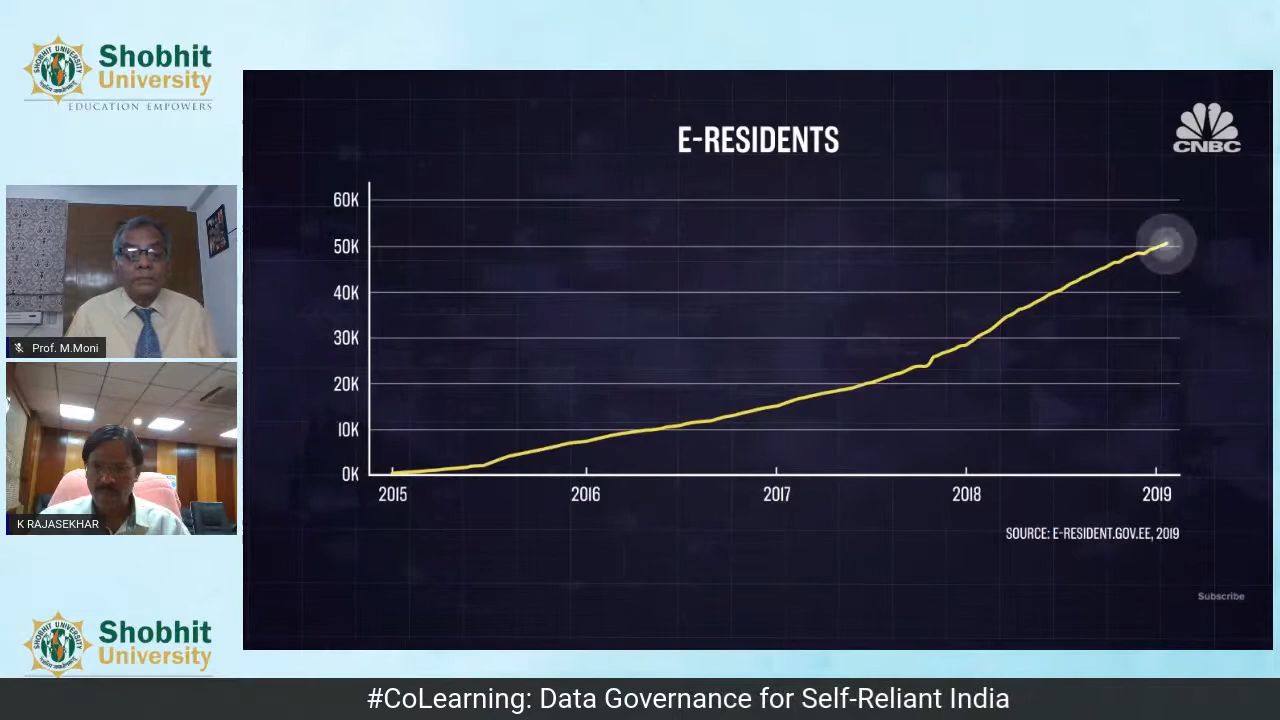 Shobhit
University
EDUCATION EMPOWERS
Prof. M.Moni
K RAJASEKHAR
Shobhit
University
E-RESIDENTS
CNBC
60K
50K
40K
30K
20K
10K
0K
2015 2016 2017 2018 2019
SOURCE: E-RESIDENT.GOV.EE, 2019
Subscribe
#CoLearning: Data Governance for Self-Reliant India